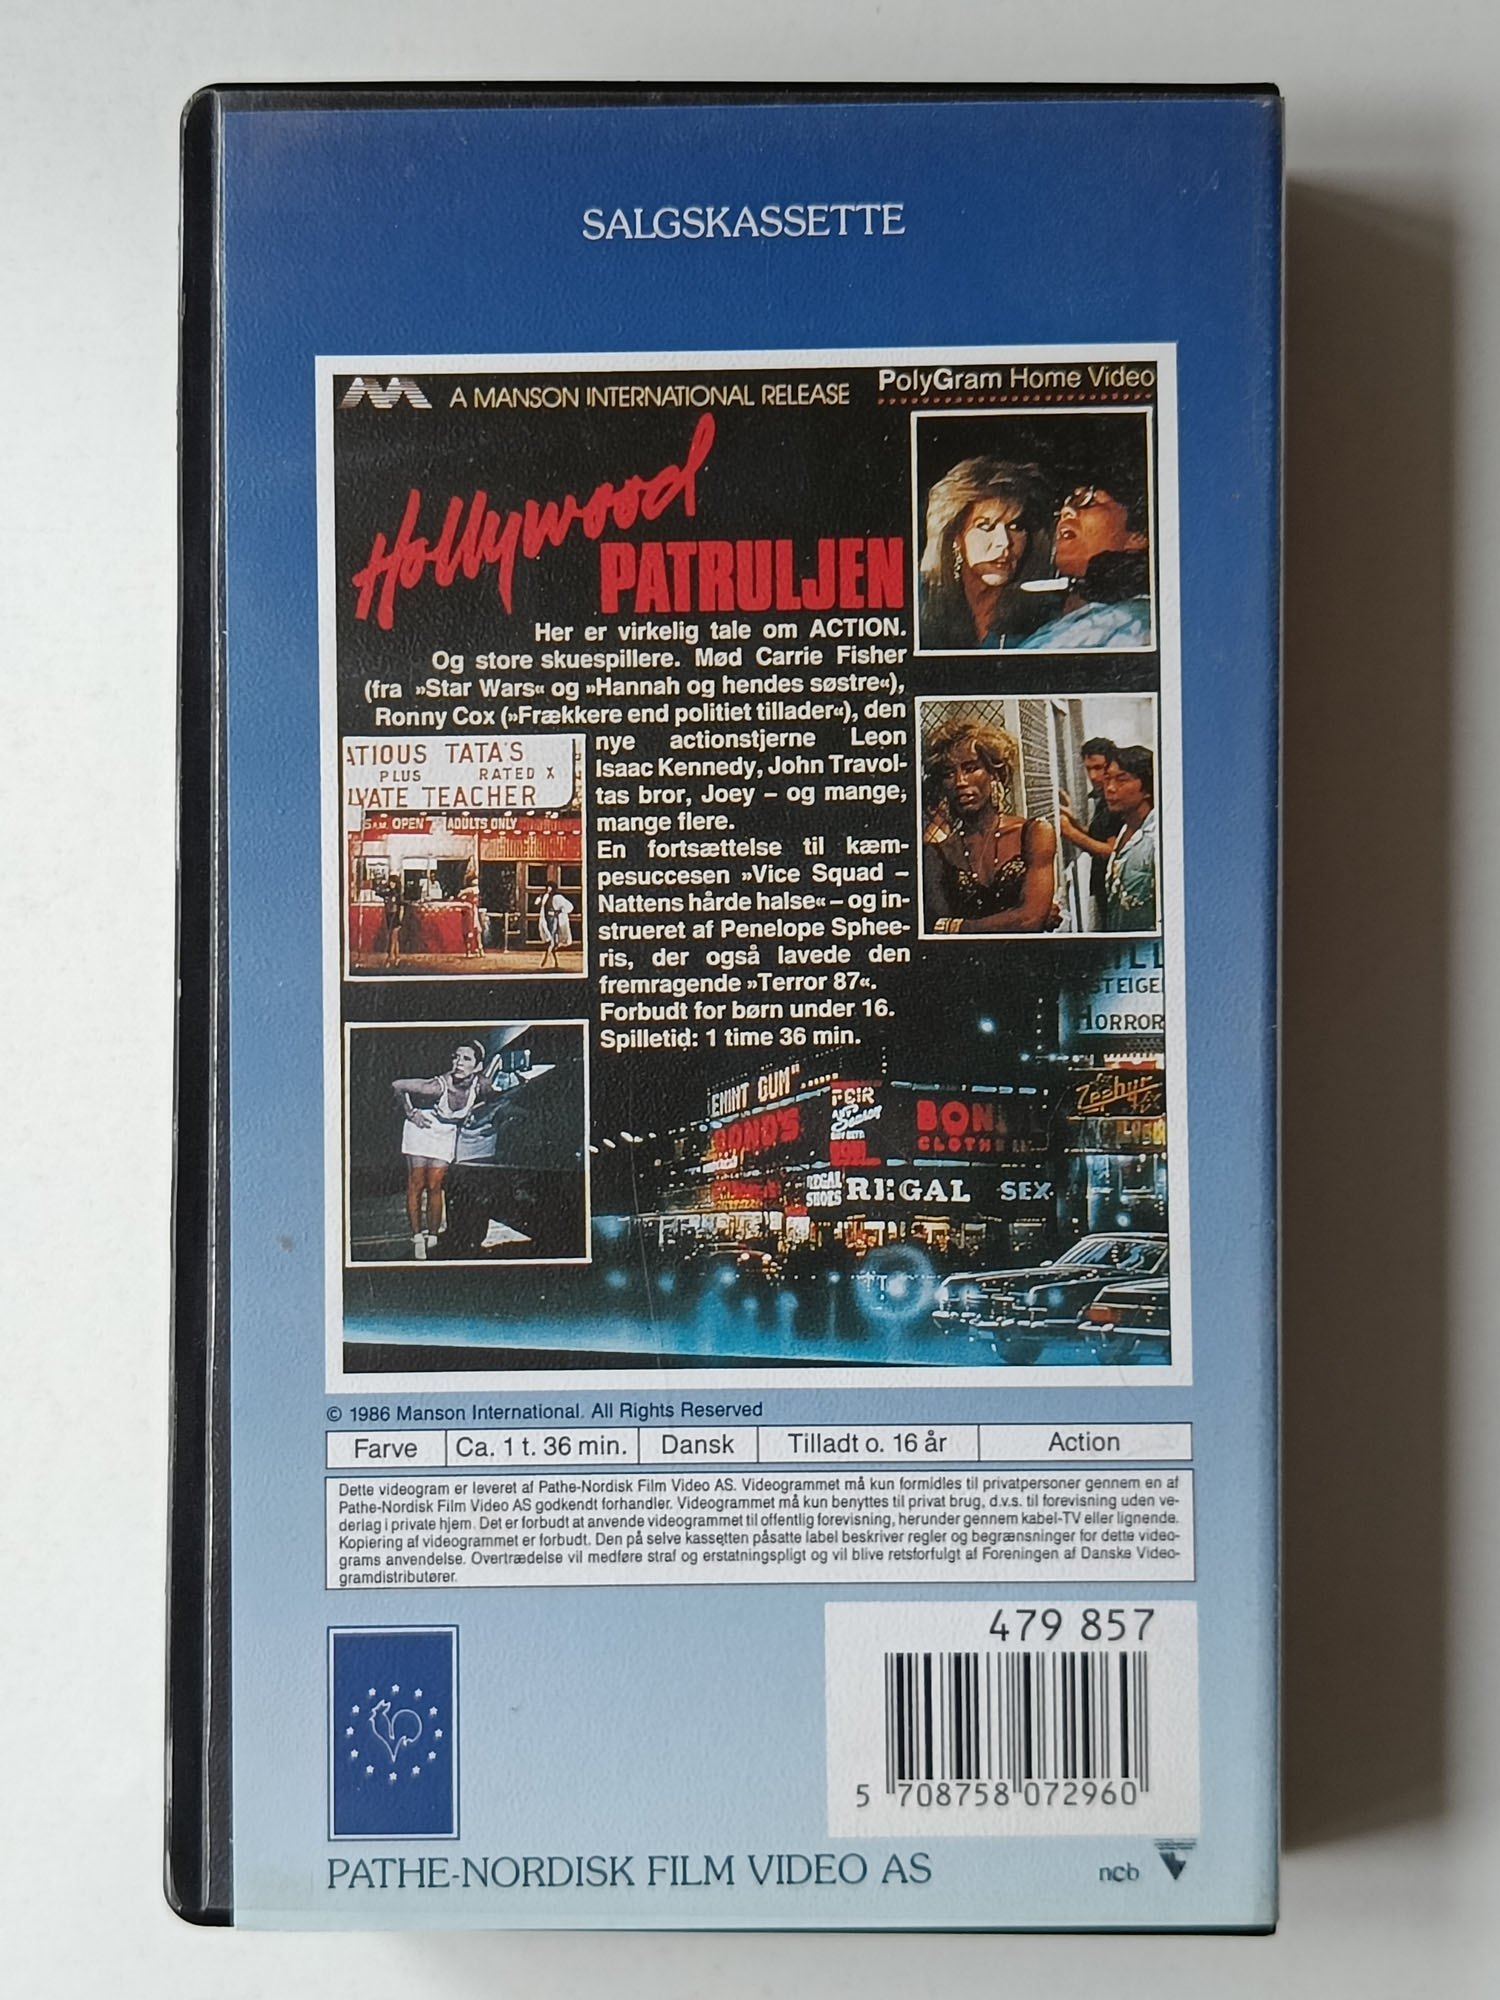 SALGSKASSETTE
A MANSON INTERNATIONAL RELEASE
PolyGram Home Video
Hollywood
PATRULJEN
Her er virkelig tale om ACTION.
Og store skuespillere. Mød Carrie Fisher
(fra »Star Wars« og »Hannah og hendes søstre«),
Ronny Cox (»Frækkere end politiet tillader«), den
nye actionstjerne Leon
Isaac Kennedy, John Travol-
tas bror, Joey – og mange,
mange flere.
En fortsættelse til kæm-
pesuccesen »Vice Squad –
Nattens hårde halse« – og in-
strueret af Penelope Sphee-
ris, der også lavede den
fremragende »Terror 87«.
Forbudt for børn under 16.
Spilletid: 1 time 36 min.
ATIOUS TATA'S
PLUS RATED X
IVATE TEACHER
OPEN ADULTS ONLY
STEIGE
HORROR
EMINT GUM"
BOND'S
BON
CLOTH
Zephyr
REGAL
SHOES
REGAL SEX
© 1986 Manson International. All Rights Reserved
Farve Ca. 1 t. 36 min. Dansk Tilladt o. 16 år Action
Dette videogram er leveret af Pathe-Nordisk Film Video AS. Videogrammet må kun formidles til privatpersoner gennem en af
Pathe-Nordisk Film Video AS godkendt forhandler. Videogrammet må kun benyttes til privat brug, d.v.s. til forevisning uden ve-
derlag i private hjem. Det er forbudt at anvende videogrammet til offentlig forevisning, herunder gennem kabel-TV eller lignende.
Kopiering af videogrammet er forbudt. Den på selve kassetten påsatte label beskriver regler og begrænsninger for dette video-
grams anvendelse. Overtrædelse vil medføre straf og erstatningspligt og vil blive retsforfulgt af Foreningen af Danske Video-
gramdistributører.
479 857
5 708758 072960
PATHE-NORDISK FILM VIDEO AS
ncb